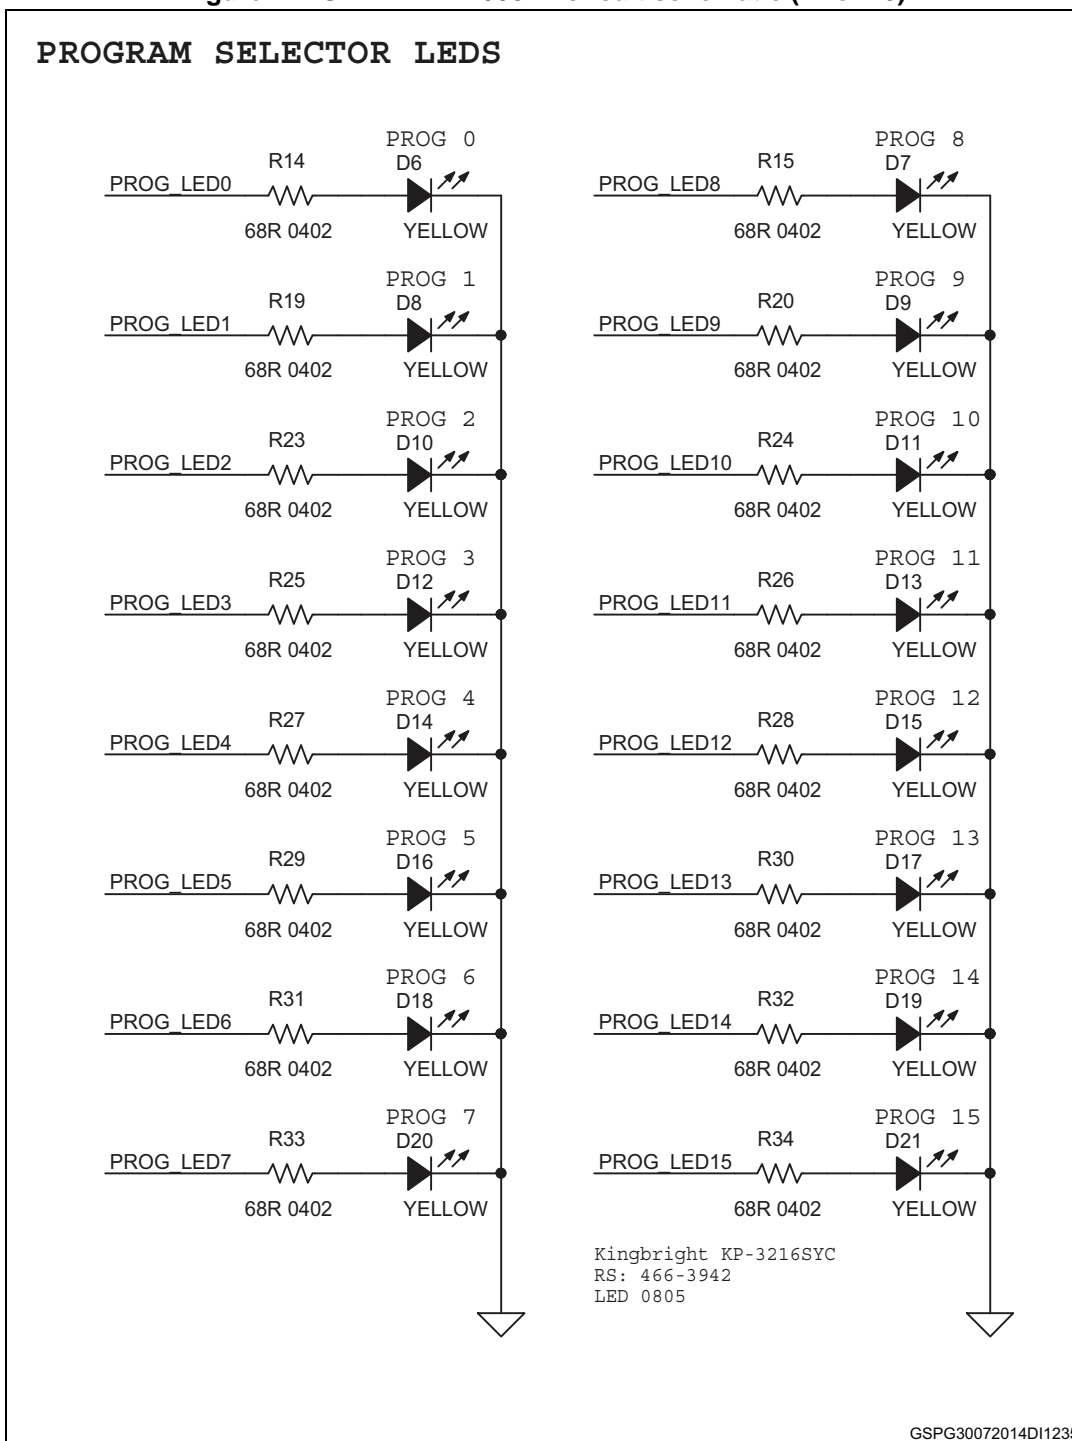 PROGRAM SELECTOR LEDS
PROG 0
R14 D6
PROG_LED0
68R 0402 YELLOW
PROG 1
R19 D8
PROG_LED1
68R 0402 YELLOW
PROG 2
R23 D10
PROG_LED2
68R 0402 YELLOW
PROG 3
R25 D12
PROG_LED3
68R 0402 YELLOW
PROG 4
R27 D14
PROG_LED4
68R 0402 YELLOW
PROG 5
R29 D16
PROG_LED5
68R 0402 YELLOW
PROG 6
R31 D18
PROG_LED6
68R 0402 YELLOW
PROG 7
R33 D20
PROG_LED7
68R 0402 YELLOW
PROG 8
R15 D7
PROG_LED8
68R 0402 YELLOW
PROG 9
R20 D9
PROG_LED9
68R 0402 YELLOW
PROG 10
R24 D11
PROG_LED10
68R 0402 YELLOW
PROG 11
R26 D13
PROG_LED11
68R 0402 YELLOW
PROG 12
R28 D15
PROG_LED12
68R 0402 YELLOW
PROG 13
R30 D17
PROG_LED13
68R 0402 YELLOW
PROG 14
R32 D19
PROG_LED14
68R 0402 YELLOW
PROG 15
R34 D21
PROG_LED15
68R 0402 YELLOW
Kingbright KP-3216SYC
RS: 466-3942
LED 0805
GSPG30072014DI1235